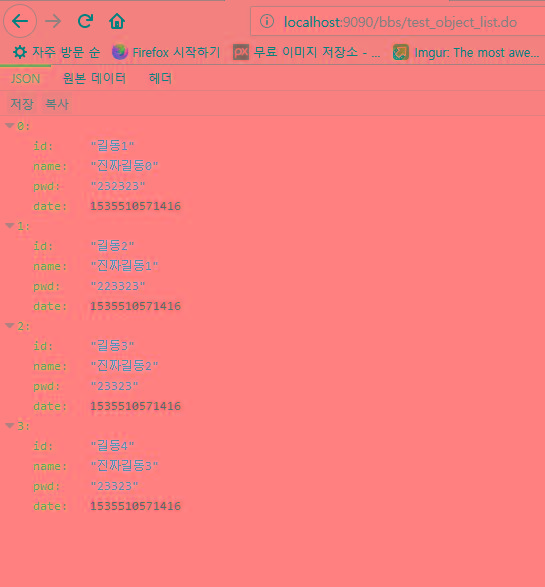 localhost:9090/bbs/test_object_list.do
자주 방문 순 Firefox 시작하기 px 무료 이미지 저장소 - ... Imgur: The most awe...
JSON 원본 데이터 헤더
저장 복사
0:
id: "길동1"
name: "진짜길동0"
pwd: "232323"
date: 1535510571416
1:
id: "길동2"
name: "진짜길동1"
pwd: "223323"
date: 1535510571416
2:
id: "길동3"
name: "진짜길동2"
pwd: "23323"
date: 1535510571416
3:
id: "길동4"
name: "진짜길동3"
pwd: "23323"
date: 1535510571416